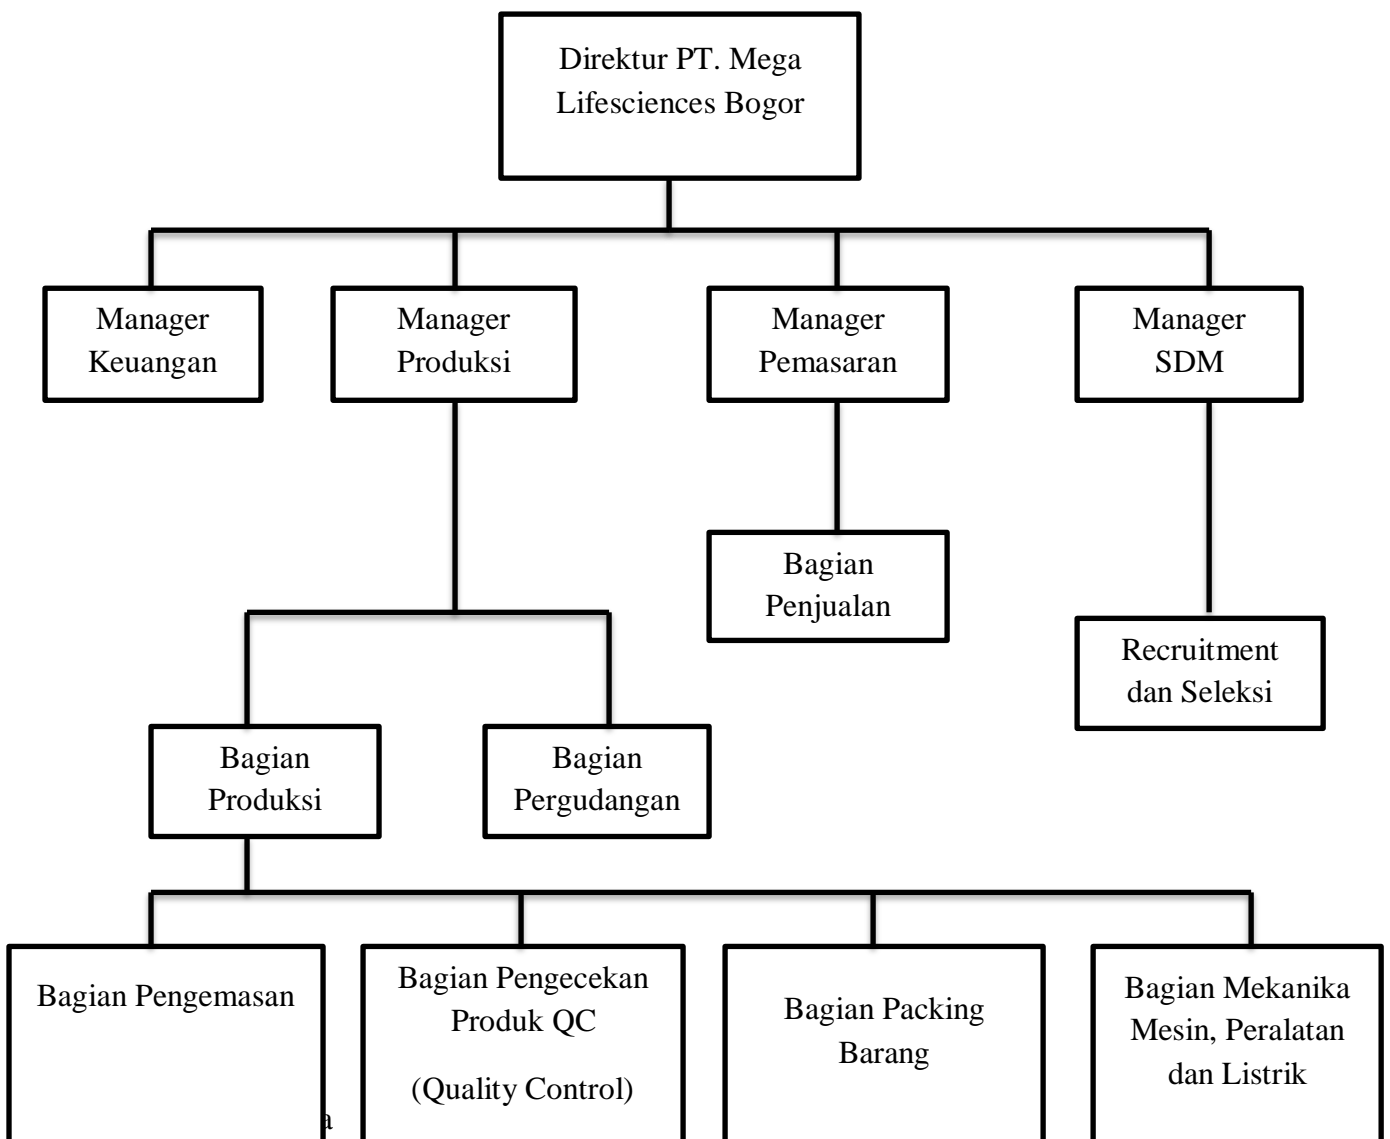 Direktur PT. Mega
Lifesciences Bogor
Manager
Keuangan
Manager
Produksi
Manager
Pemasaran
Manager
SDM
Bagian
Penjualan
Recruitment
dan Seleksi
Bagian
Produksi
Bagian
Pergudangan
Bagian Pengemasan
Bagian Pengecekan
Produk QC
(Quality Control)
Bagian Packing
Barang
Bagian Mekanika
Mesin, Peralatan
dan Listrik